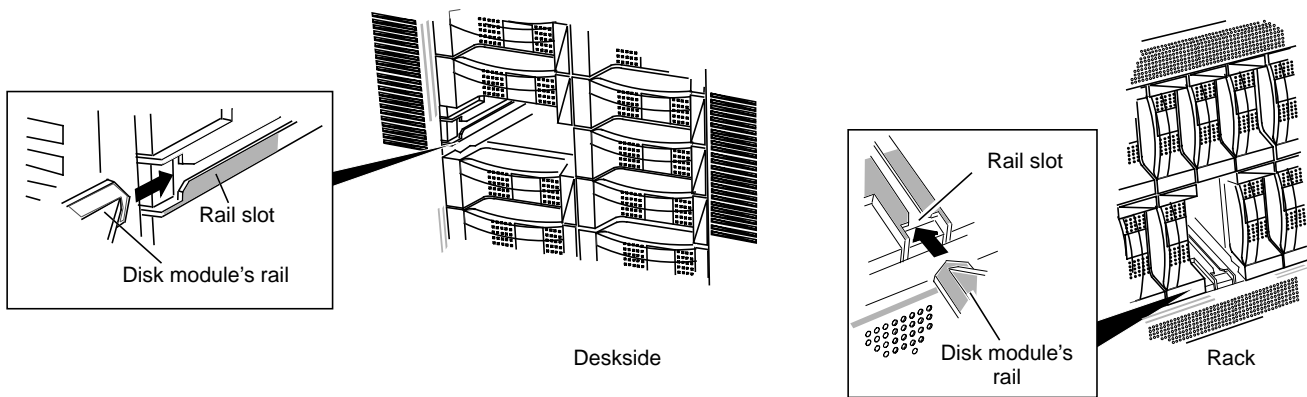 Rail slot
Disk module's rail
Deskside
Rail slot
Disk module's
rail
Rack